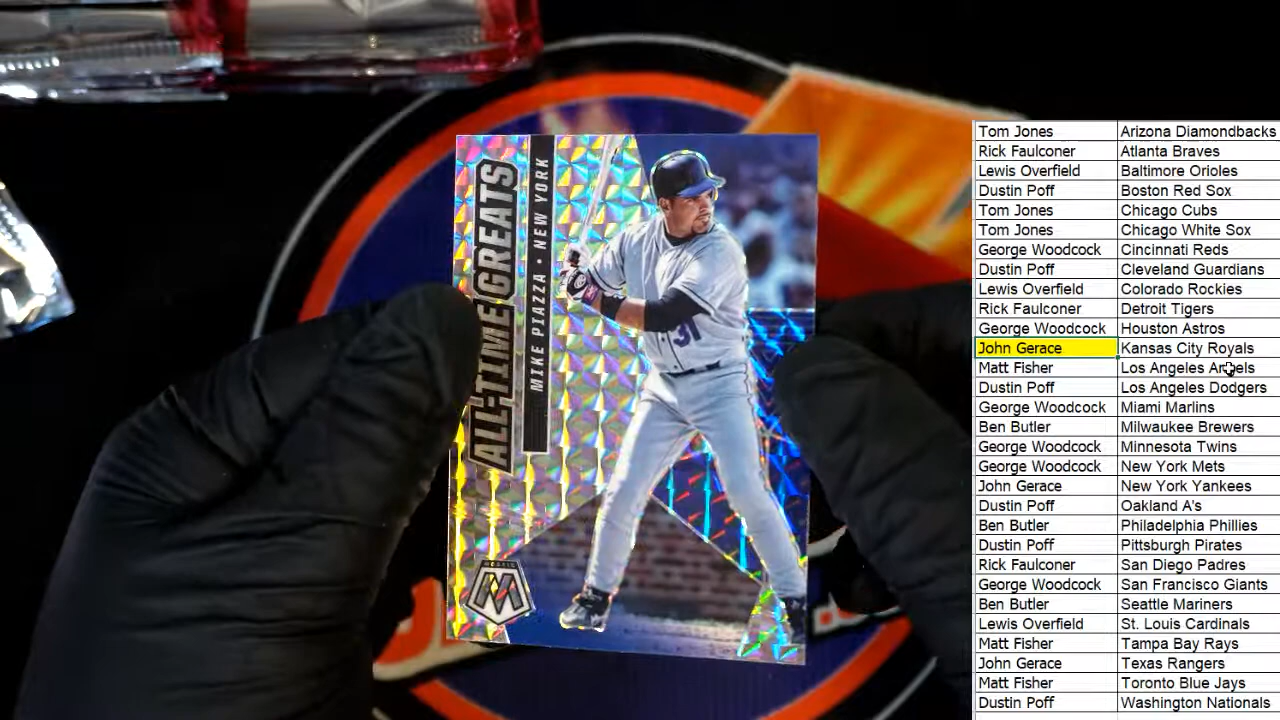 ALL-TIME GREATS
MIKE PIAZZA • NEW YORK
31
MOSAIC
M
Tom Jones Arizona Diamondbacks
Rick Faulconer Atlanta Braves
Lewis Overfield Baltimore Orioles
Dustin Poff Boston Red Sox
Tom Jones Chicago Cubs
Tom Jones Chicago White Sox
George Woodcock Cincinnati Reds
Dustin Poff Cleveland Guardians
Lewis Overfield Colorado Rockies
Rick Faulconer Detroit Tigers
George Woodcock Houston Astros
John Gerace Kansas City Royals
Matt Fisher Los Angeles Angels
Dustin Poff Los Angeles Dodgers
George Woodcock Miami Marlins
Ben Butler Milwaukee Brewers
George Woodcock Minnesota Twins
George Woodcock New York Mets
John Gerace New York Yankees
Dustin Poff Oakland A's
Ben Butler Philadelphia Phillies
Dustin Poff Pittsburgh Pirates
Rick Faulconer San Diego Padres
George Woodcock San Francisco Giants
Ben Butler Seattle Mariners
Lewis Overfield St. Louis Cardinals
Matt Fisher Tampa Bay Rays
John Gerace Texas Rangers
Matt Fisher Toronto Blue Jays
Dustin Poff Washington Nationals